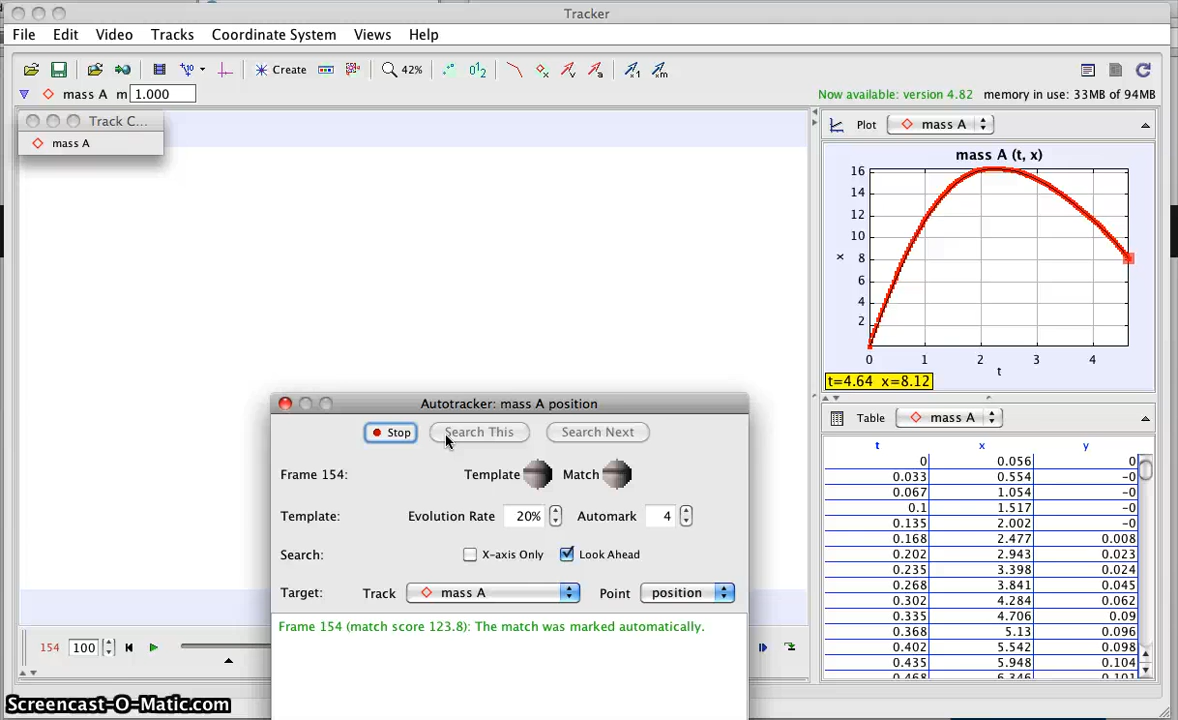 Tracker
File Edit Video Tracks Coordinate System Views Help
Create 42%
mass A m 1.000
Now available: version 4.82 memory in use: 33MB of 94MB
Track C...
mass A
Plot mass A
mass A (t, x)
16
14
12
10
8
6
4
2
x
0 1 2 3 4
t
t=4.64 x=8.12
Table mass A
t x y
0 0.056 0
0.033 0.554 -0
0.067 1.054 -0
0.1 1.517 -0
0.135 2.002 -0
0.168 2.477 0.008
0.202 2.943 0.023
0.235 3.398 0.024
0.268 3.841 0.045
0.302 4.284 0.062
0.335 4.706 0.09
0.368 5.13 0.096
0.402 5.542 0.098
0.435 5.948 0.104
0.468 6.346 0.101
Autotracker: mass A position
Stop Search This Search Next
Frame 154: Template Match
Template: Evolution Rate 20% Automark 4
Search: X-axis Only Look Ahead
Target: Track mass A Point position
Frame 154 (match score 123.8): The match was marked automatically.
154 100
Screencast-O-Matic.com